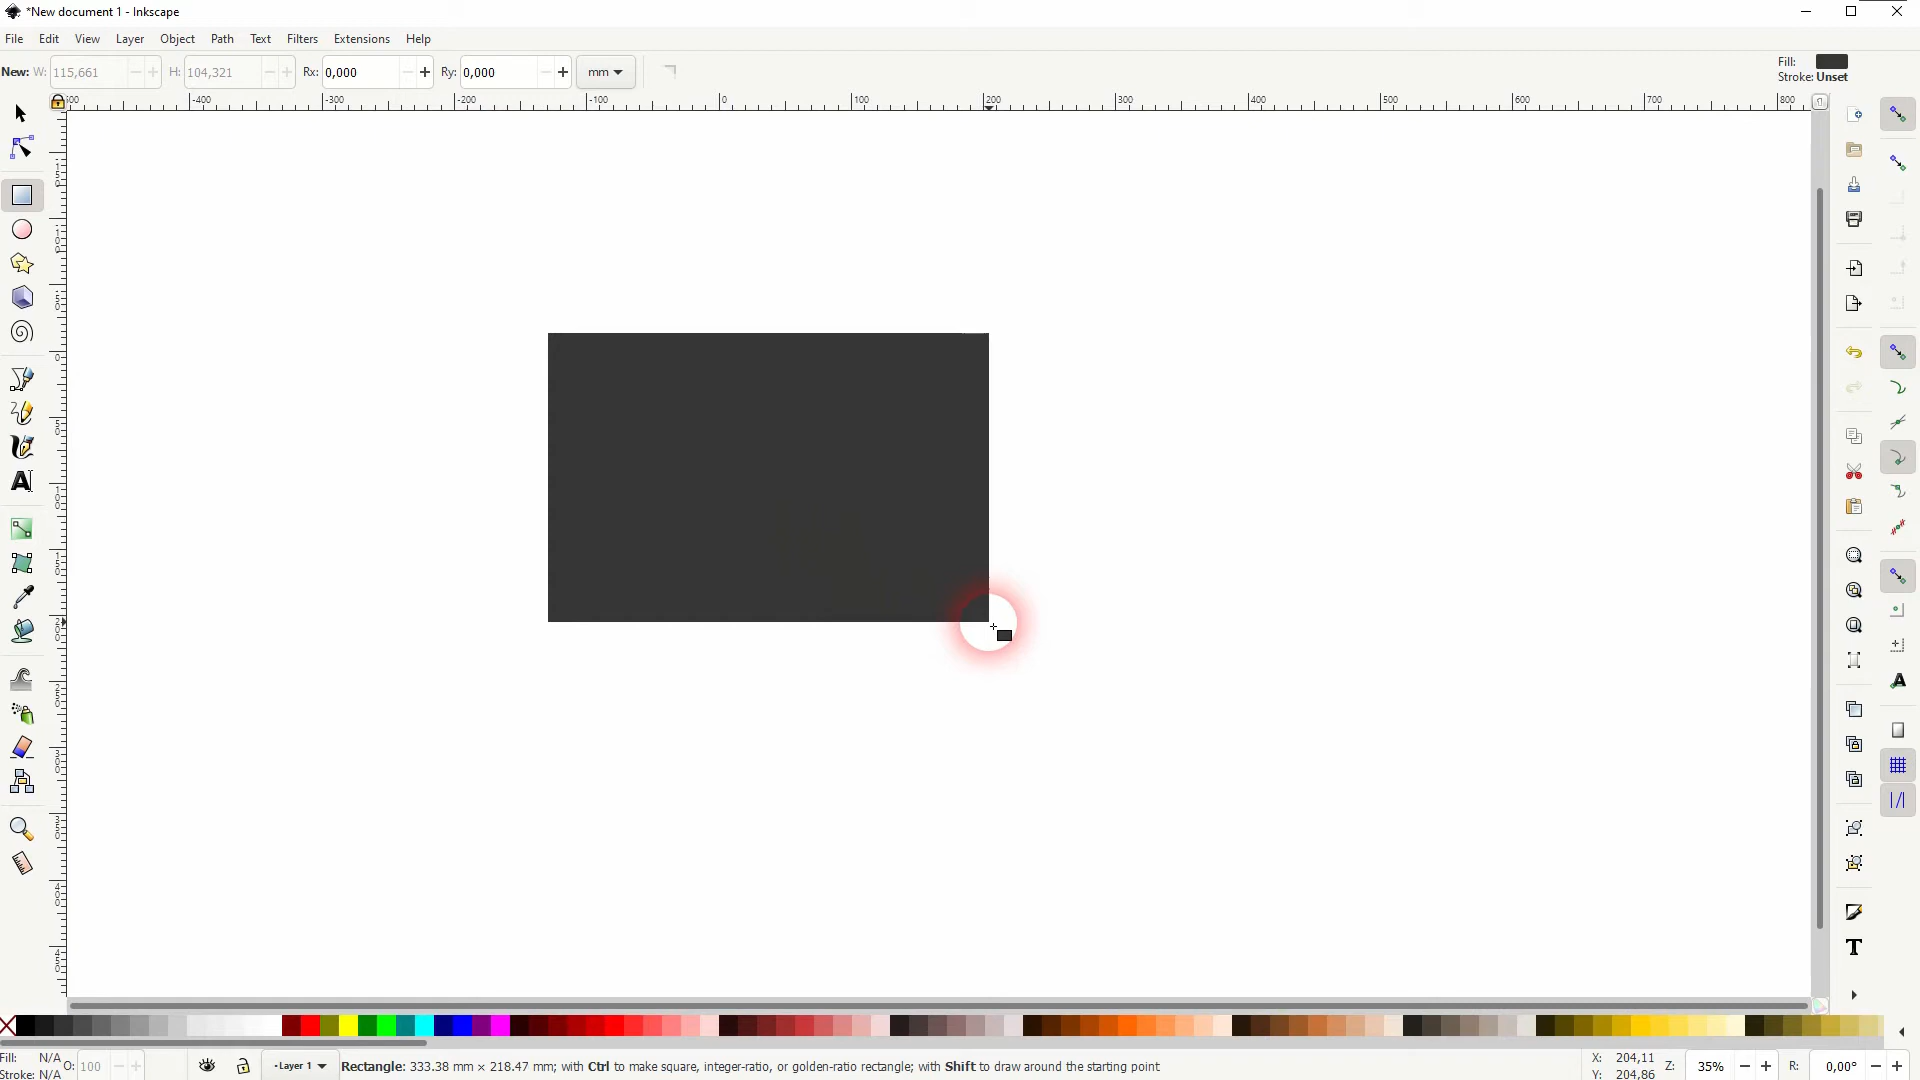 *New document 1 - Inkscape
File Edit View Layer Object Path Text Filters Extensions Help
New: W: 115,661 H: 104,321 Rx: 0,000 Ry: 0,000 mm
Fill:
Stroke: Unset
-400 -300 -200 -100 0 100 200 300 400 500 600 700 800
Fill: N/A O: 100
Stroke: N/A
Layer 1
Rectangle: 333.38 mm × 218.47 mm; with Ctrl to make square, integer-ratio, or golden-ratio rectangle; with Shift to draw around the starting point
X: 204,11
Y: 204,86
Z: 35% R: 0,00°